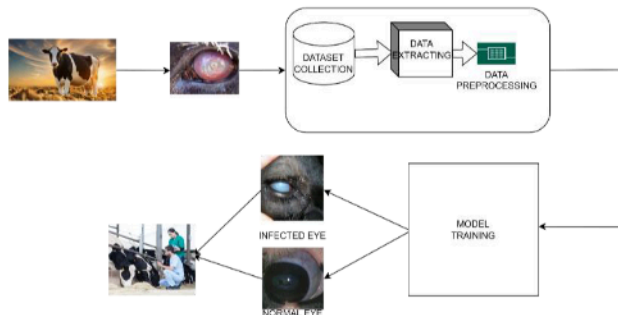 DATASET
COLLECTION
DATA
EXTRACTING
DATA
PREPROCESSING
INFECTED EYE
MODEL
TRAINING
NORMAL EYE